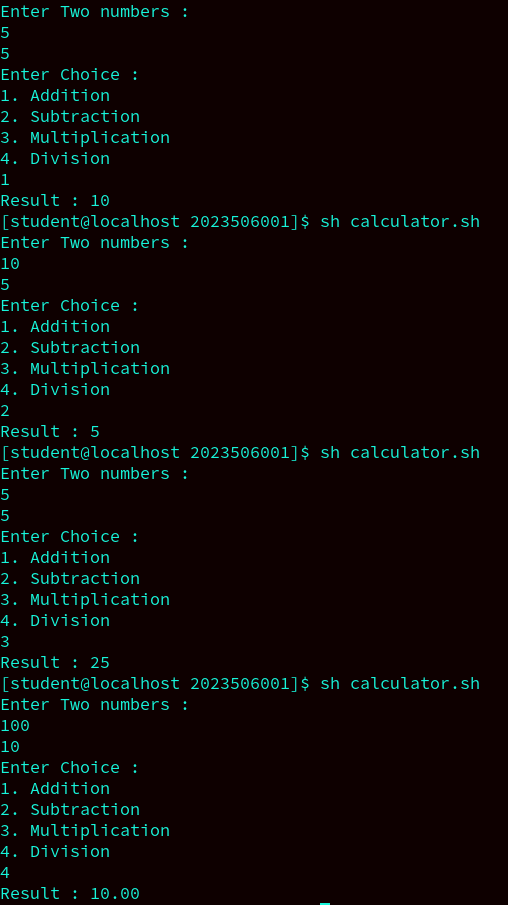 Enter Two numbers :
5
5
Enter Choice :
1. Addition
2. Subtraction
3. Multiplication
4. Division
1
Result : 10
[student@localhost 2023506001]$ sh calculator.sh
Enter Two numbers :
10
5
Enter Choice :
1. Addition
2. Subtraction
3. Multiplication
4. Division
2
Result : 5
[student@localhost 2023506001]$ sh calculator.sh
Enter Two numbers :
5
5
Enter Choice :
1. Addition
2. Subtraction
3. Multiplication
4. Division
3
Result : 25
[student@localhost 2023506001]$ sh calculator.sh
Enter Two numbers :
100
10
Enter Choice :
1. Addition
2. Subtraction
3. Multiplication
4. Division
4
Result : 10.00